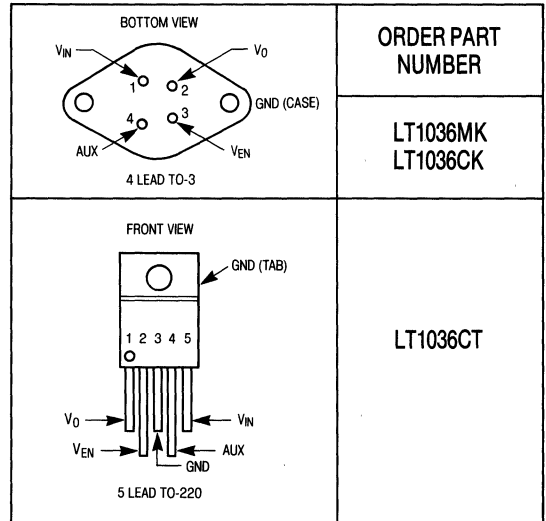 BOTTOM VIEW
VIN
VO
1
2
GND (CASE)
4
3
AUX
VEN
4 LEAD TO-3
ORDER PART
NUMBER
LT1036MK
LT1036CK
FRONT VIEW
GND (TAB)
1 2 3 4 5
VO
VIN
VEN
AUX
GND
5 LEAD TO-220
LT1036CT